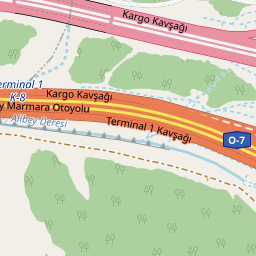 Kargo Kavşağı
Terminal 1
K-8
Kargo Kavşağı
y Marmara Otoyolu
Terminal 1 Kavşağı
Alibey Deresi
O-7